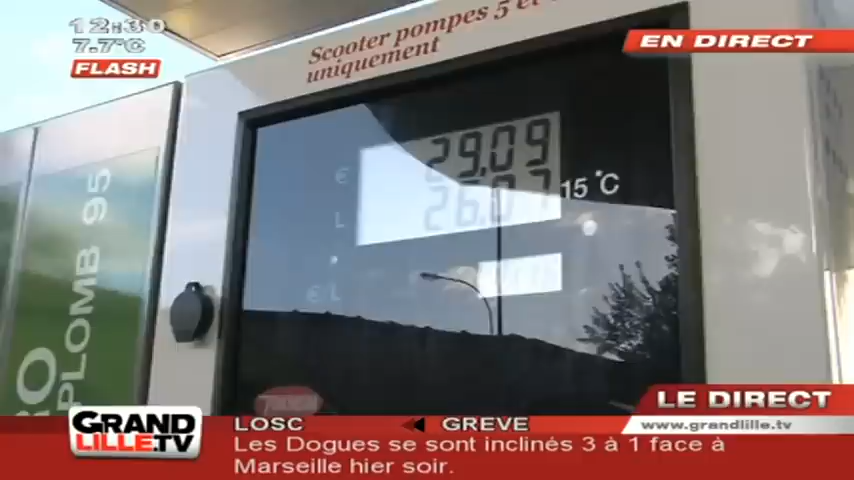 12:30
7.7°C
FLASH
EN DIRECT
Scooter pompes 5 et
uniquement
€ 29.09
L 26.07
15°C
€ L
PLOMB 95
LE DIRECT
www.grandlille.tv
GRAND
LILLE.TV
LOSC GREVE
Les Dogues se sont inclinés 3 à 1 face à
Marseille hier soir.